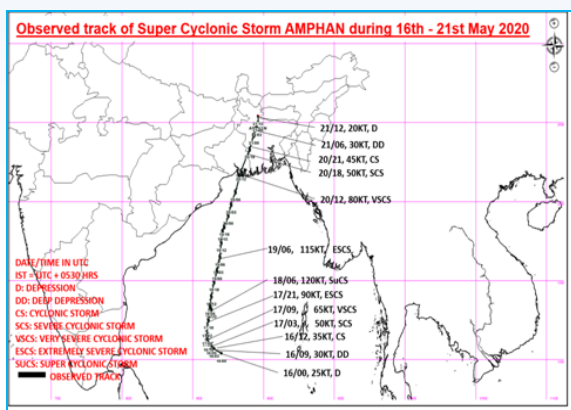 Observed track of Super Cyclonic Storm AMPHAN during 16th - 21st May 2020
21/12, 20KT, D
21/06, 30KT, DD
20/21, 45KT, CS
20/18, 50KT, SCS
20/12, 80KT, VSCS
19/06, 115KT, ESCS
18/06, 120KT, SuCS
17/21, 90KT, ESCS
17/09, 65KT, VSCS
17/03, 50KT, SCS
16/12, 35KT, CS
16/09, 30KT, DD
16/00, 25KT, D
DATE/TIME IN UTC
IST = UTC + 0530 HRS
D: DEPRESSION
DD: DEEP DEPRESSION
CS: CYCLONIC STORM
SCS: SEVERE CYCLONIC STORM
VSCS: VERY SEVERE CYCLONIC STORM
ESCS: EXTREMELY SEVERE CYCLONIC STORM
SUCS: SUPER CYCLONIC STORM
OBSERVED TRACK